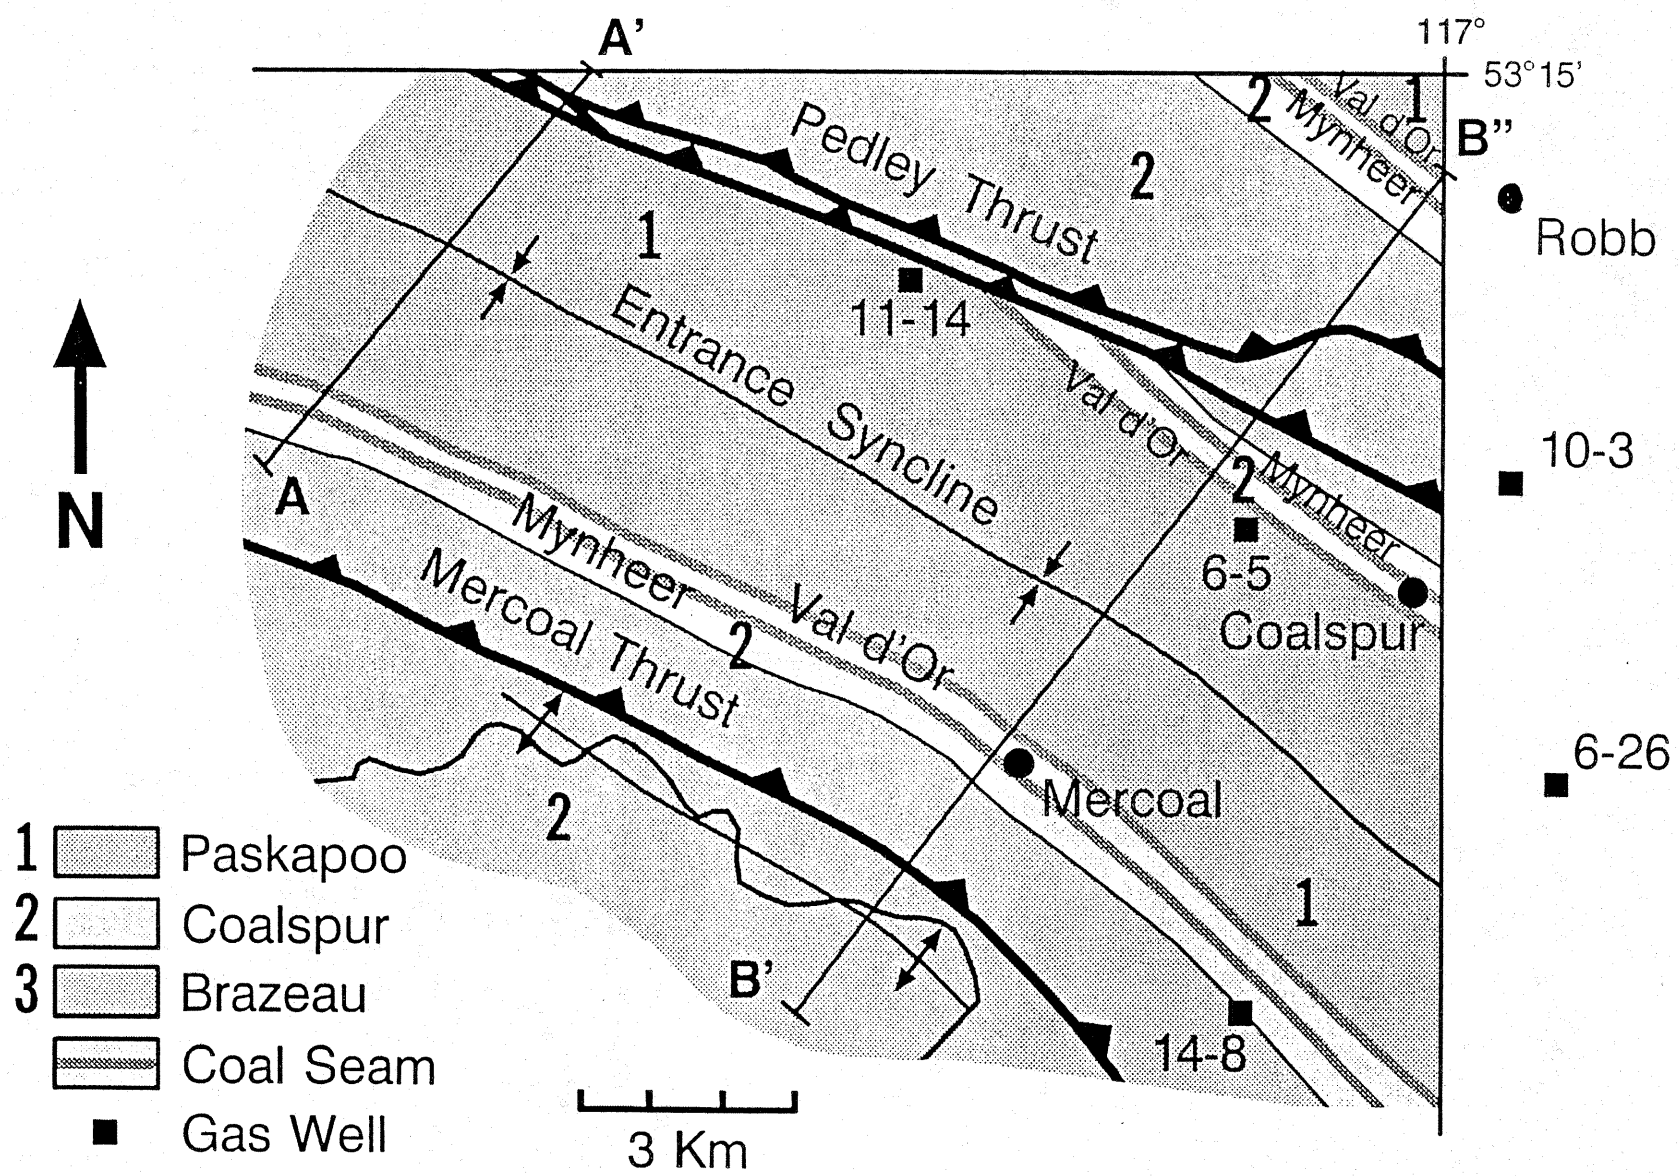 A’
117°
53°15’
2
Val d’Or
1
Mynheer
B”
Pedley Thrust
2
Robb
1
11-14
Entrance Syncline
Val d’Or
10-3
2
Mynheer
A
N
6-5
Coalspur
Mynheer
Val d’Or
Mercoal Thrust
2
6-26
Mercoal
2
1
B’
14-8
1 Paskapoo
2 Coalspur
3 Brazeau
Coal Seam
Gas Well
3 Km